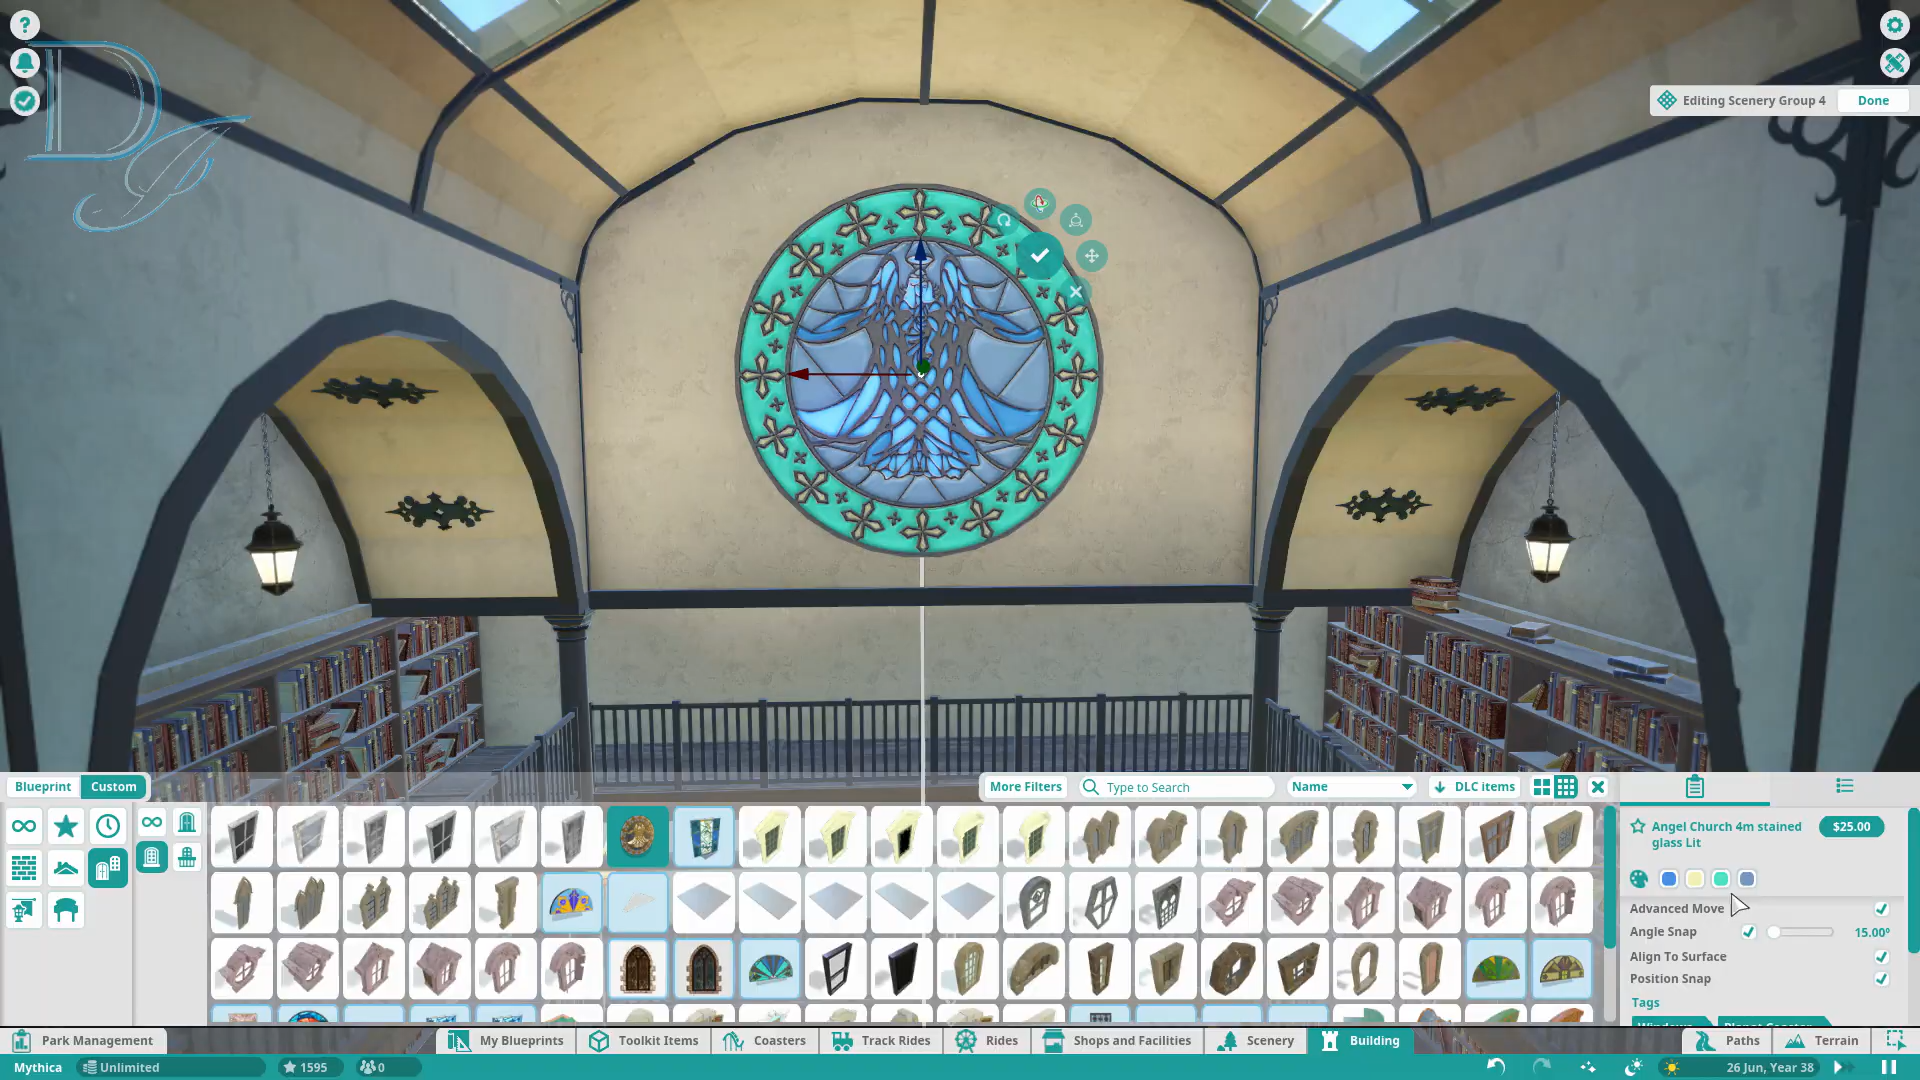 ?
DJ
Editing Scenery Group 4
Done
Blueprint
Custom
More Filters
Type to Search
Name
DLC items
Angel Church 4m stained
glass Lit
$25.00
Advanced Move
Angle Snap
15.00°
Align To Surface
Position Snap
Tags
Park Management
My Blueprints
Toolkit Items
Coasters
Track Rides
Rides
Shops and Facilities
Scenery
Building
Paths
Terrain
Mythica
Unlimited
1595
0
26 Jun, Year 38